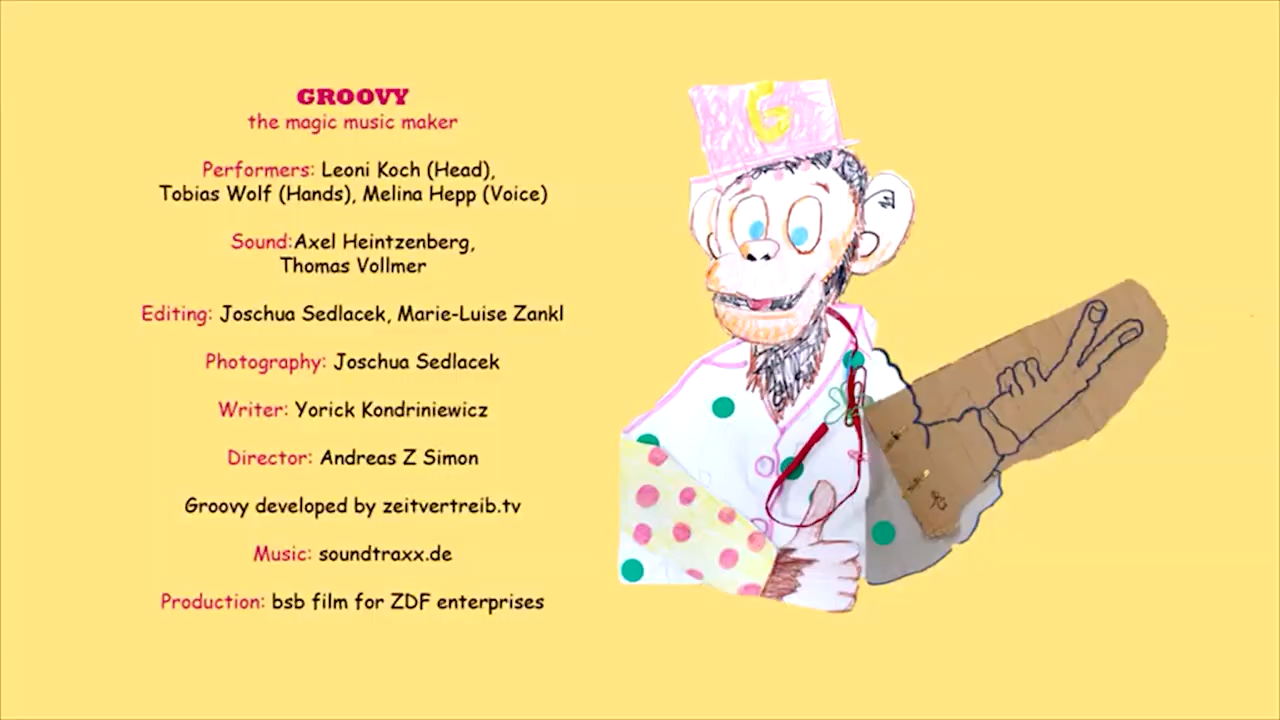 GROOVY
the magic music maker
Performers: Leoni Koch (Head),
Tobias Wolf (Hands), Melina Hepp (Voice)
Sound:Axel Heintzenberg,
Thomas Vollmer
Editing: Joschua Sedlacek, Marie-Luise Zankl
Photography: Joschua Sedlacek
Writer: Yorick Kondriniewicz
Director: Andreas Z Simon
Groovy developed by zeitvertreib.tv
Music: soundtraxx.de
Production: bsb film for ZDF enterprises
G